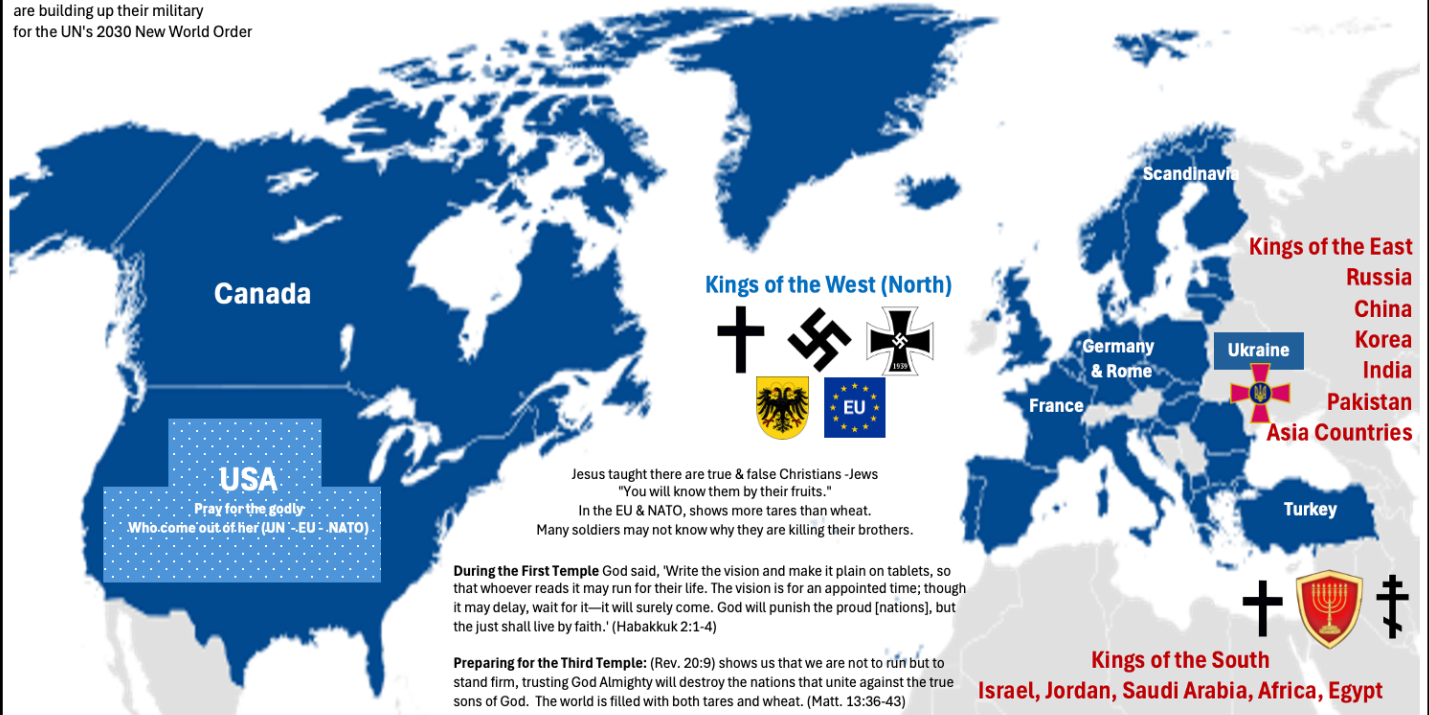 are building up their military
for the UN's 2030 New World Order
Scandinavia
Kings of the East
Russia
China
Korea
India
Pakistan
Asia Countries
Canada
Kings of the West (North)
1939
EU
Germany
& Rome
Ukraine
France
USA
Pray for the godly
Who come out of her (UN - EU - NATO)
Jesus taught there are true & false Christians -Jews
"You will know them by their fruits."
In the EU & NATO, shows more tares than wheat.
Many soldiers may not know why they are killing their brothers.
Turkey
During the First Temple God said, 'Write the vision and make it plain on tablets, so
that whoever reads it may run for their life. The vision is for an appointed time; though
it may delay, wait for it—it will surely come. God will punish the proud [nations], but
the just shall live by faith.' (Habakkuk 2:1-4)
Preparing for the Third Temple: (Rev. 20:9) shows us that we are not to run but to
stand firm, trusting God Almighty will destroy the nations that unite against the true
sons of God. The world is filled with both tares and wheat. (Matt. 13:36-43)
Kings of the South
Israel, Jordan, Saudi Arabia, Africa, Egypt